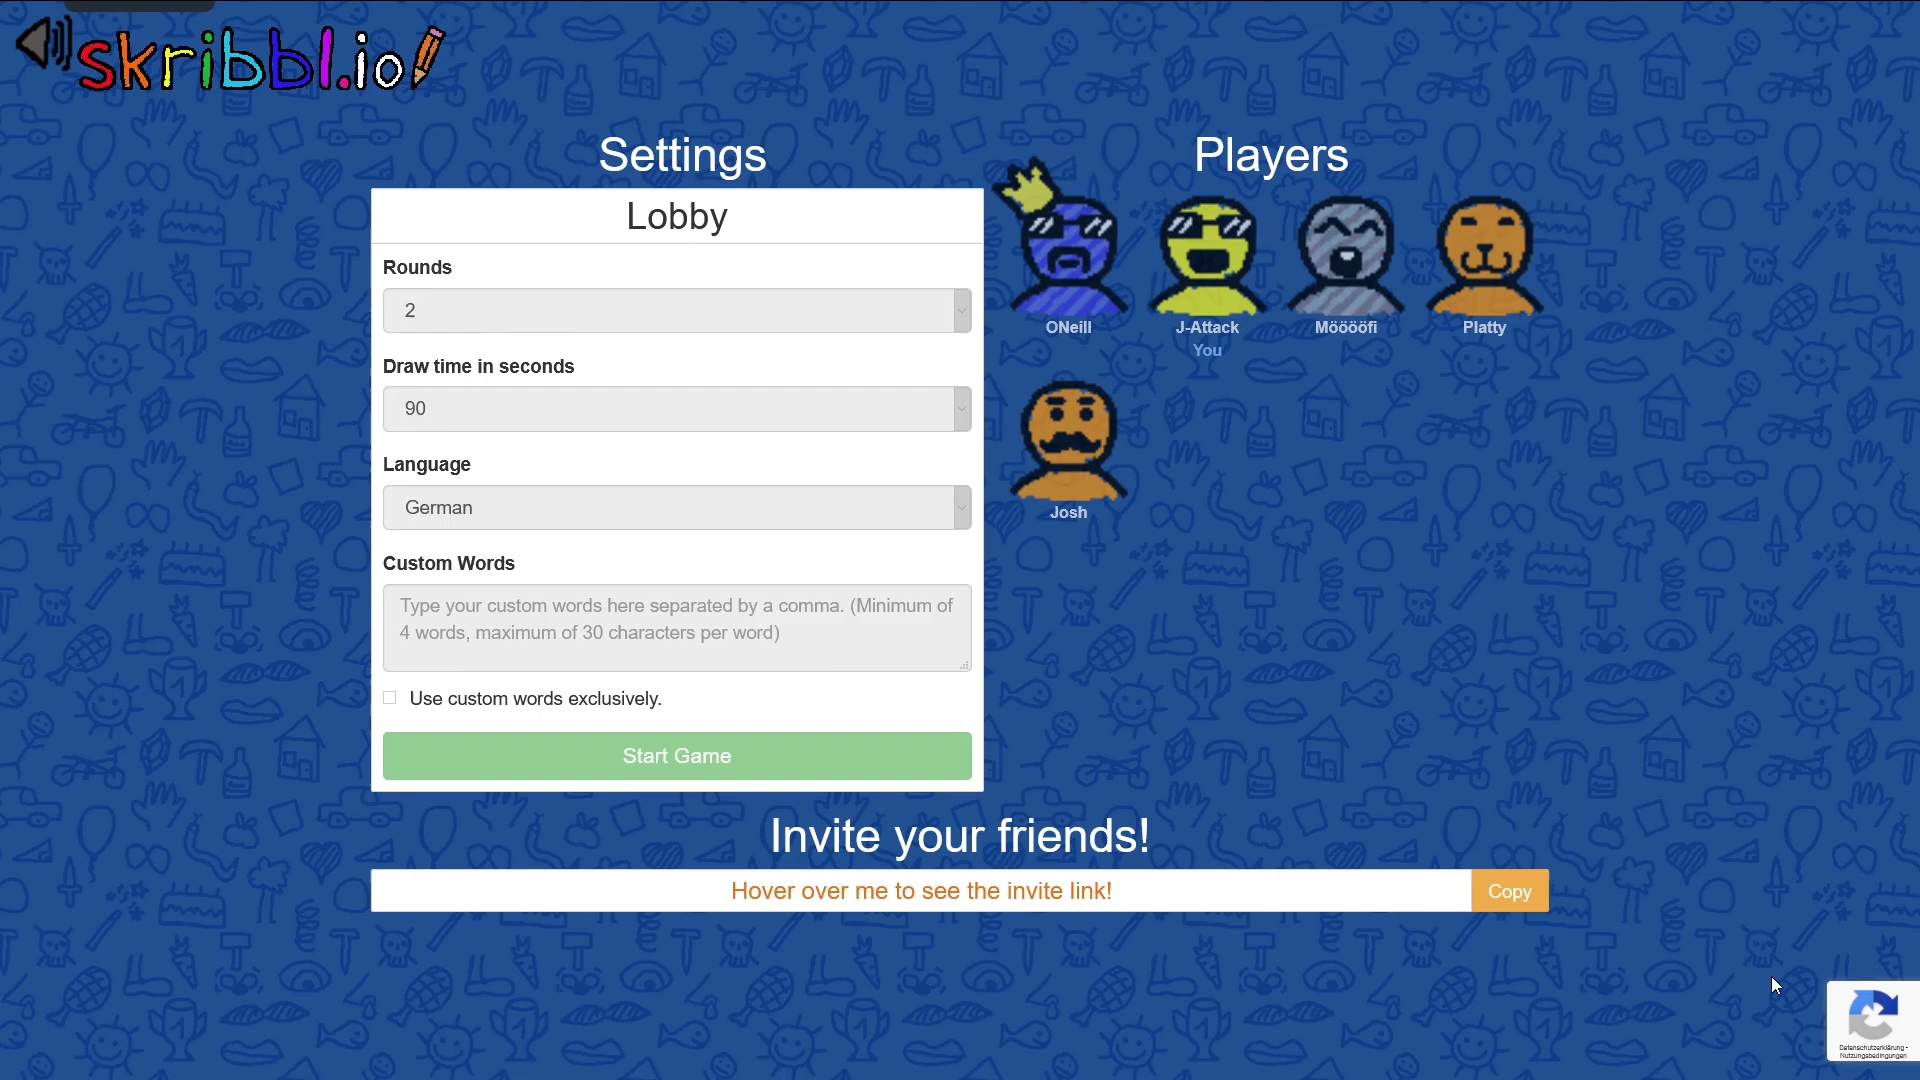 skribbl.io
Settings
Players
Lobby
Rounds
2
Draw time in seconds
90
Language
German
Custom Words
Type your custom words here separated by a comma. (Minimum of
4 words, maximum of 30 characters per word)
Use custom words exclusively.
Start Game
ONeill
J-Attack
Mööööfi
Platty
You
Josh
Invite your friends!
Hover over me to see the invite link!
Copy
Datenschutzerklärung -
Nutzungsbedingungen